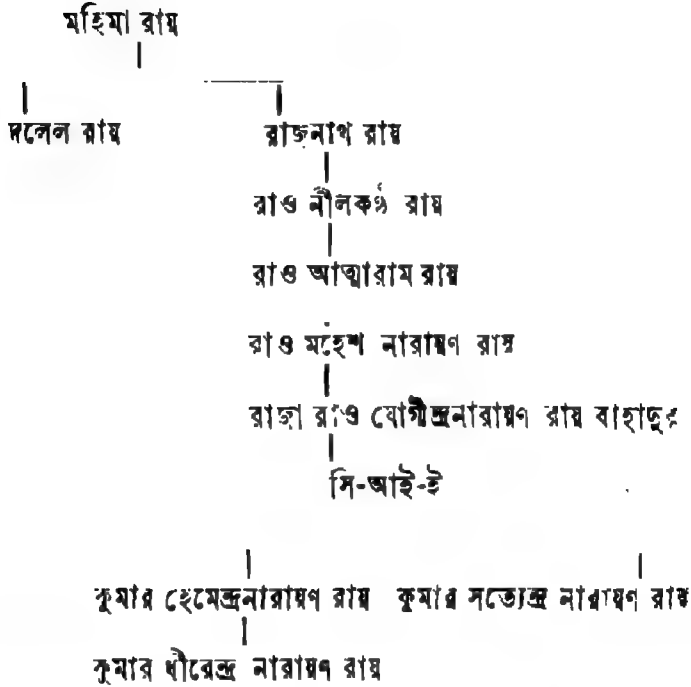 মহিমা রায়
দলেল রায় রাজনাথ রায়
রাও নীলকণ্ঠ রায়
রাও আত্মারাম রায়
রাও মহেশ নারায়ণ রায়
রাজা রাও যোগীন্দ্রনারায়ণ রায় বাহাদুর
সি-আই-ই
কুমার হেমেন্দ্রনারায়ণ রায় কুমার সত্যেন্দ্র নারায়ণ রায়
কুমার ধীরেন্দ্র নারায়ণ রায়